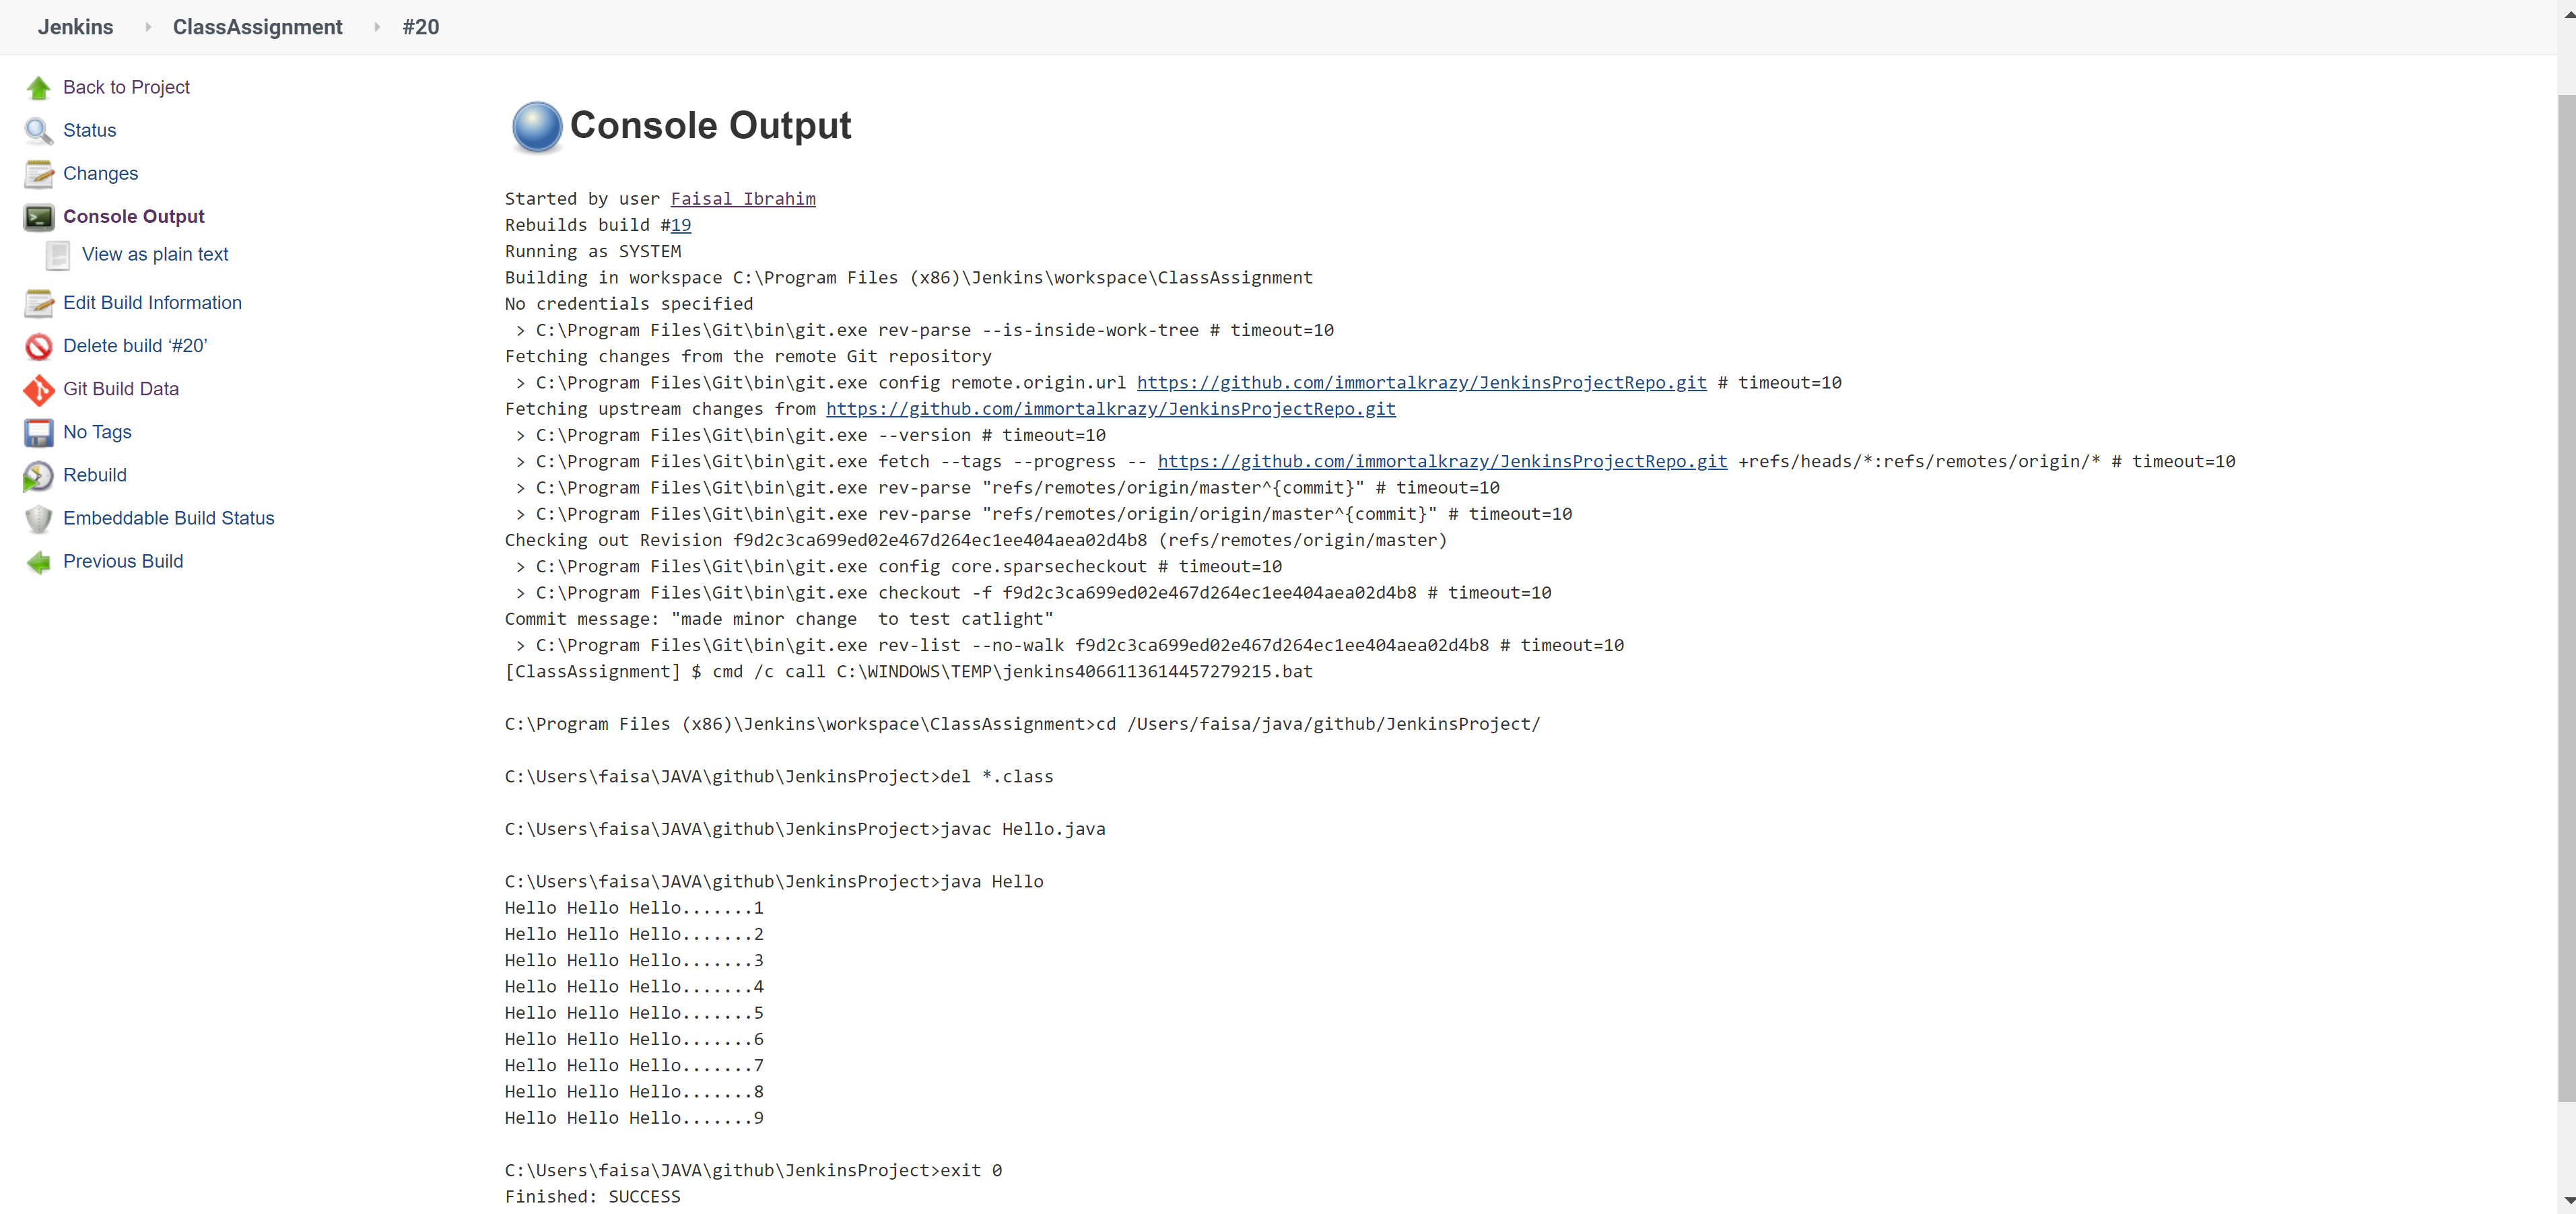 Jenkins ClassAssignment #20
Back to Project
Status
Changes
Console Output
View as plain text
Edit Build Information
Delete build ‘#20’
Git Build Data
No Tags
Rebuild
Embeddable Build Status
Previous Build
Console Output
Started by user Faisal Ibrahim
Rebuilds build #19
Running as SYSTEM
Building in workspace C:\Program Files (x86)\Jenkins\workspace\ClassAssignment
No credentials specified
 > C:\Program Files\Git\bin\git.exe rev-parse --is-inside-work-tree # timeout=10
Fetching changes from the remote Git repository
 > C:\Program Files\Git\bin\git.exe config remote.origin.url https://github.com/immortalkrazy/JenkinsProjectRepo.git # timeout=10
Fetching upstream changes from https://github.com/immortalkrazy/JenkinsProjectRepo.git
 > C:\Program Files\Git\bin\git.exe --version # timeout=10
 > C:\Program Files\Git\bin\git.exe fetch --tags --progress -- https://github.com/immortalkrazy/JenkinsProjectRepo.git +refs/heads/*:refs/remotes/origin/* # timeout=10
 > C:\Program Files\Git\bin\git.exe rev-parse "refs/remotes/origin/master^{commit}" # timeout=10
 > C:\Program Files\Git\bin\git.exe rev-parse "refs/remotes/origin/origin/master^{commit}" # timeout=10
Checking out Revision f9d2c3ca699ed02e467d264ec1ee404aea02d4b8 (refs/remotes/origin/master)
 > C:\Program Files\Git\bin\git.exe config core.sparsecheckout # timeout=10
 > C:\Program Files\Git\bin\git.exe checkout -f f9d2c3ca699ed02e467d264ec1ee404aea02d4b8 # timeout=10
Commit message: "made minor change  to test catlight"
 > C:\Program Files\Git\bin\git.exe rev-list --no-walk f9d2c3ca699ed02e467d264ec1ee404aea02d4b8 # timeout=10
[ClassAssignment] $ cmd /c call C:\WINDOWS\TEMP\jenkins4066113614457279215.bat
C:\Program Files (x86)\Jenkins\workspace\ClassAssignment>cd /Users/faisa/java/github/JenkinsProject/
C:\Users\faisa\JAVA\github\JenkinsProject>del *.class
C:\Users\faisa\JAVA\github\JenkinsProject>javac Hello.java
C:\Users\faisa\JAVA\github\JenkinsProject>java Hello
Hello Hello Hello.......1
Hello Hello Hello.......2
Hello Hello Hello.......3
Hello Hello Hello.......4
Hello Hello Hello.......5
Hello Hello Hello.......6
Hello Hello Hello.......7
Hello Hello Hello.......8
Hello Hello Hello.......9
C:\Users\faisa\JAVA\github\JenkinsProject>exit 0
Finished: SUCCESS